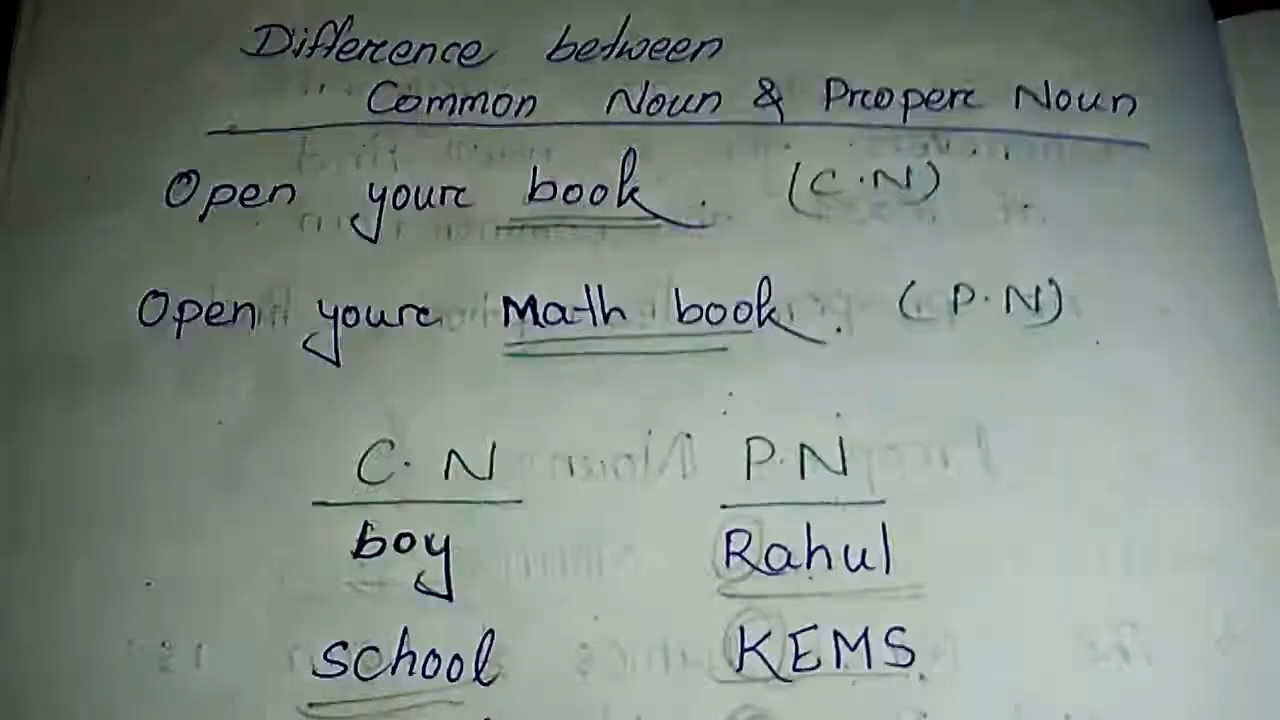 Difference between
Common Noun & Proper Noun
Open your book. (C.N)
Open your Math book. (P.N)
C.N P.N
boy Rahul
school KEMS